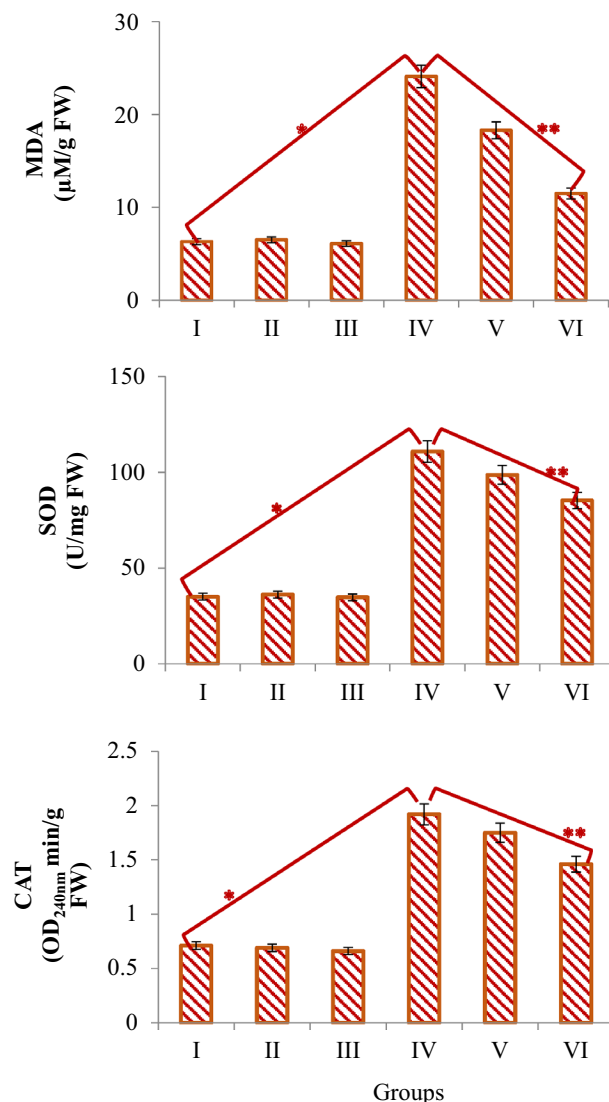 30
20
10
0
MDA
(µM/g FW)
*
**
I II III IV V VI
150
100
50
0
SOD
(U/mg FW)
*
**
I II III IV V VI
2.5
2
1.5
1
0.5
0
CAT
(OD240nm min/g
FW)
*
**
I II III IV V VI
Groups